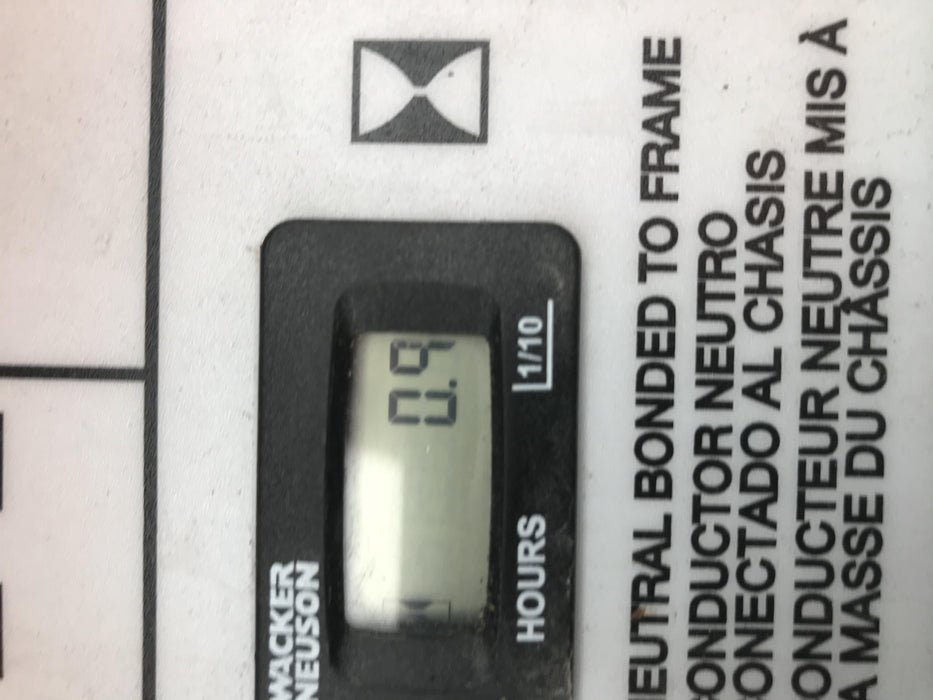 WACKER
NEUSON
0.9
HOURS 1/10
NEUTRAL BONDED TO FRAME
ONDUCTOR NEUTRO
ONECTADO AL CHASIS
ONDUCTEUR NEUTRE MIS À
A MASSE DU CHÂSSIS